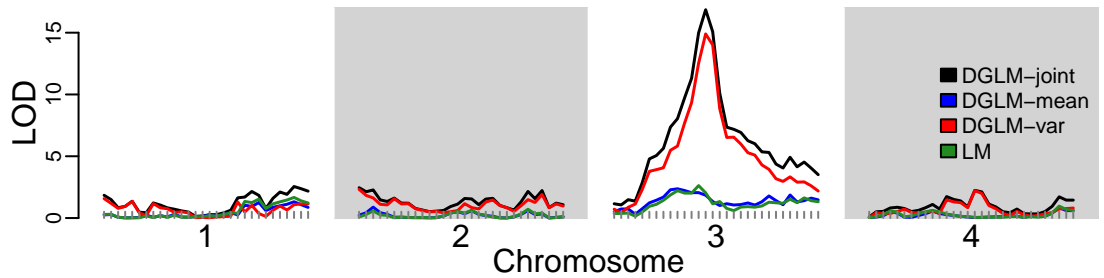 LOD
15
10
5
0
DGLM−joint
DGLM−mean
DGLM−var
LM
1 2 3 4
Chromosome